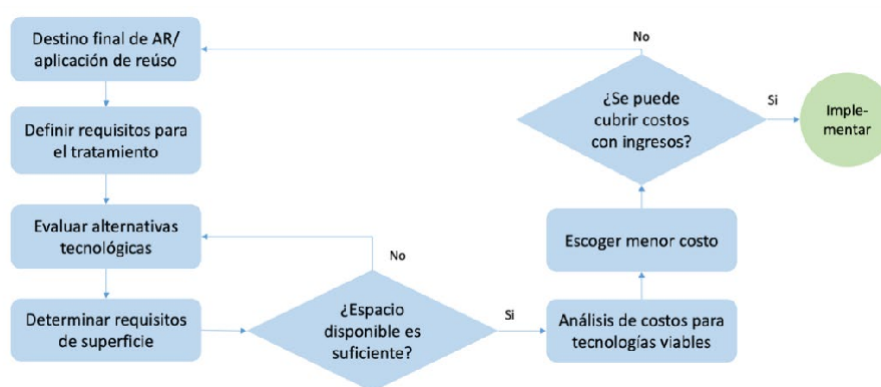 Destino final de AR/
aplicación de reúso
Definir requisitos para
el tratamiento
Evaluar alternativas
tecnológicas
Determinar requisitos
de superficie
No
¿Espacio
disponible es
suficiente?
Si
Análisis de costos para
tecnologías viables
Escoger menor costo
¿Se puede
cubrir costos
con ingresos?
No
Si
Imple-
mentar